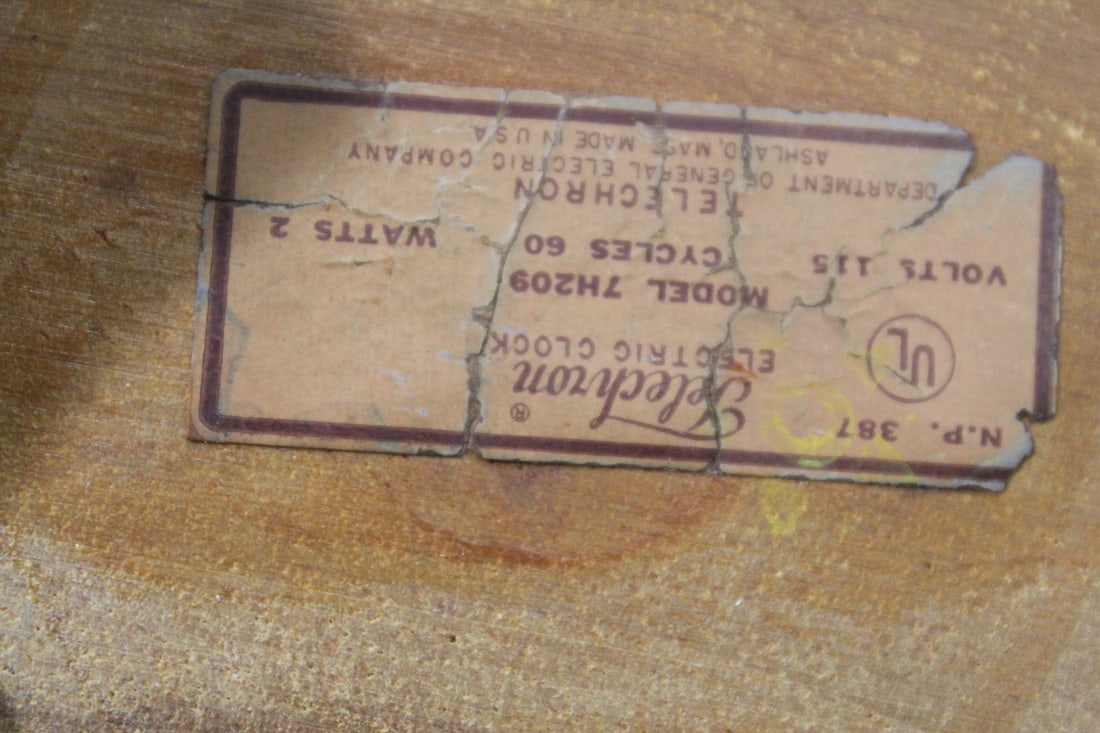 N.P. 387
Telechron ®
ELECTRIC CLOCK
UL
MODEL 7H209
VOLTS 115 CYCLES 60 WATTS 2
TELECHRON
DEPARTMENT OF GENERAL ELECTRIC COMPANY
ASHLAND, MASS. MADE IN U S A